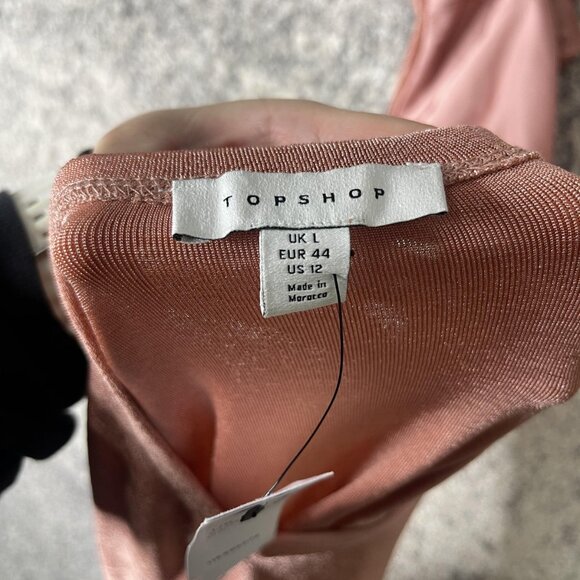 TOPSHOP
UK L
EUR 44
US 12
Made in
Morocco